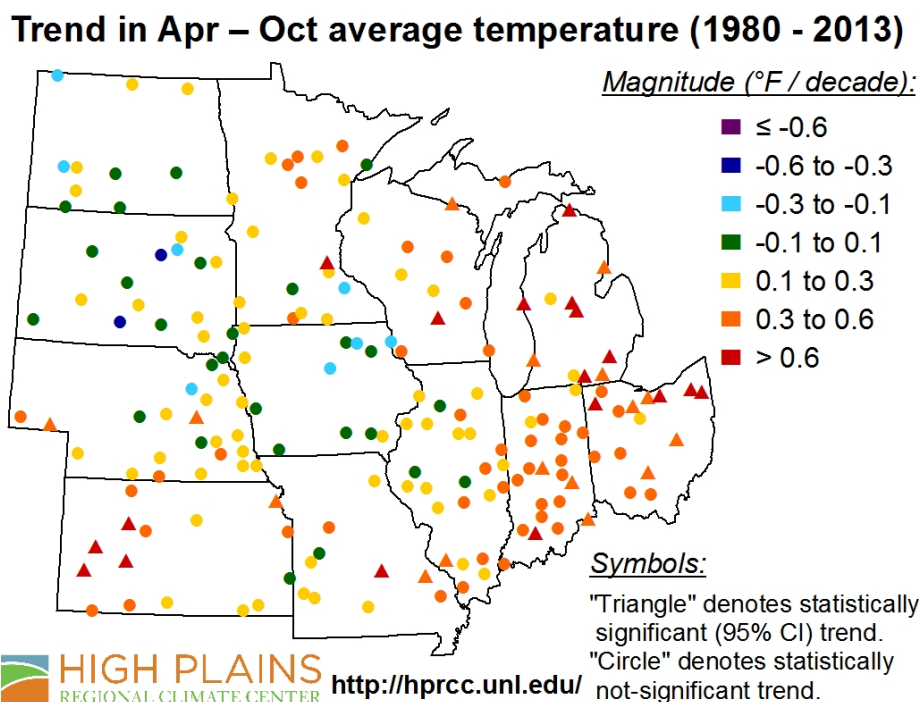 Trend in Apr – Oct average temperature (1980 - 2013)
Magnitude (°F / decade):
≤ -0.6
-0.6 to -0.3
-0.3 to -0.1
-0.1 to 0.1
0.1 to 0.3
0.3 to 0.6
> 0.6
Symbols:
"Triangle" denotes statistically
significant (95% CI) trend.
"Circle" denotes statistically
not-significant trend.
HIGH PLAINS
REGIONAL CLIMATE CENTER
http://hprcc.unl.edu/